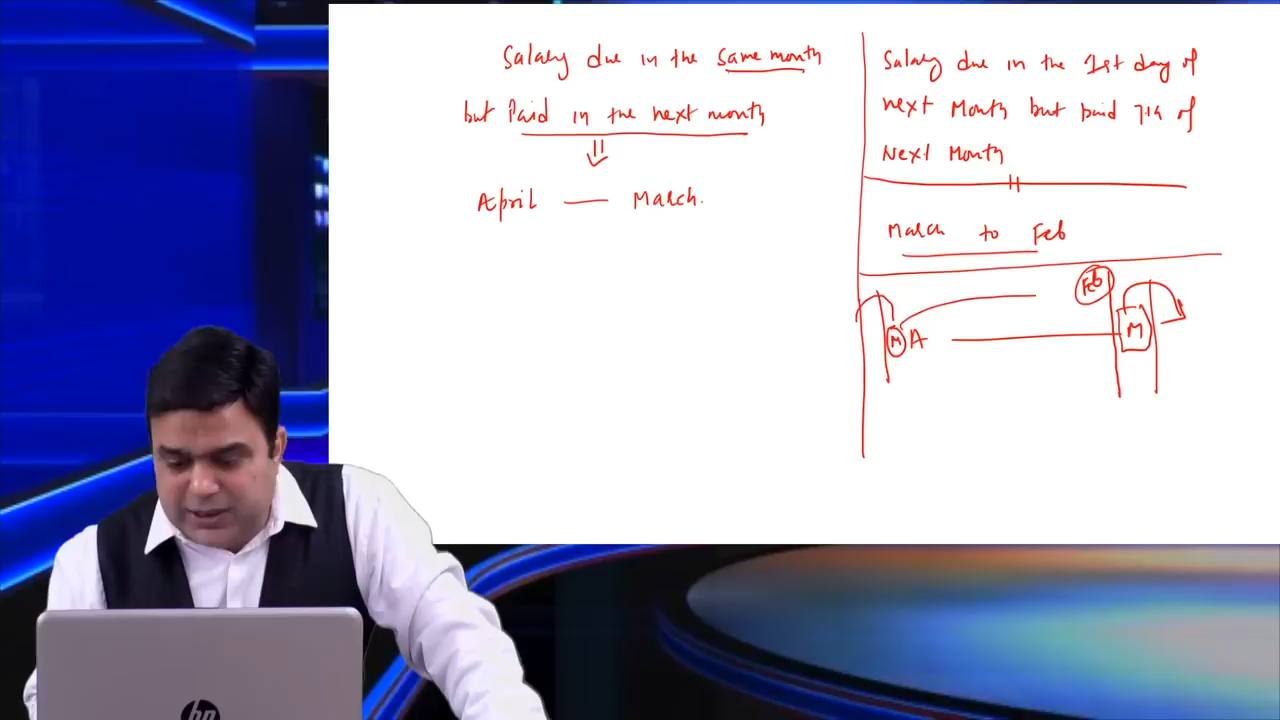 Salary due in the same month
but Paid in the next month
April — March.
Salary due in the 1st day of
next Month but paid 7th of
Next Month
March to Feb
Feb
M A
M
hp